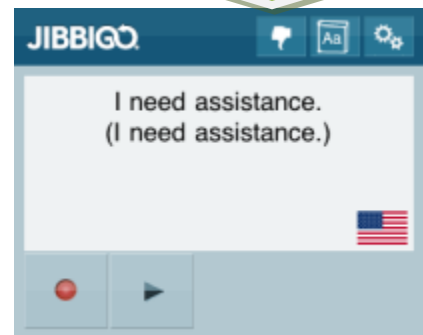 JIBBIGO
Aa
I need assistance.
(I need assistance.)